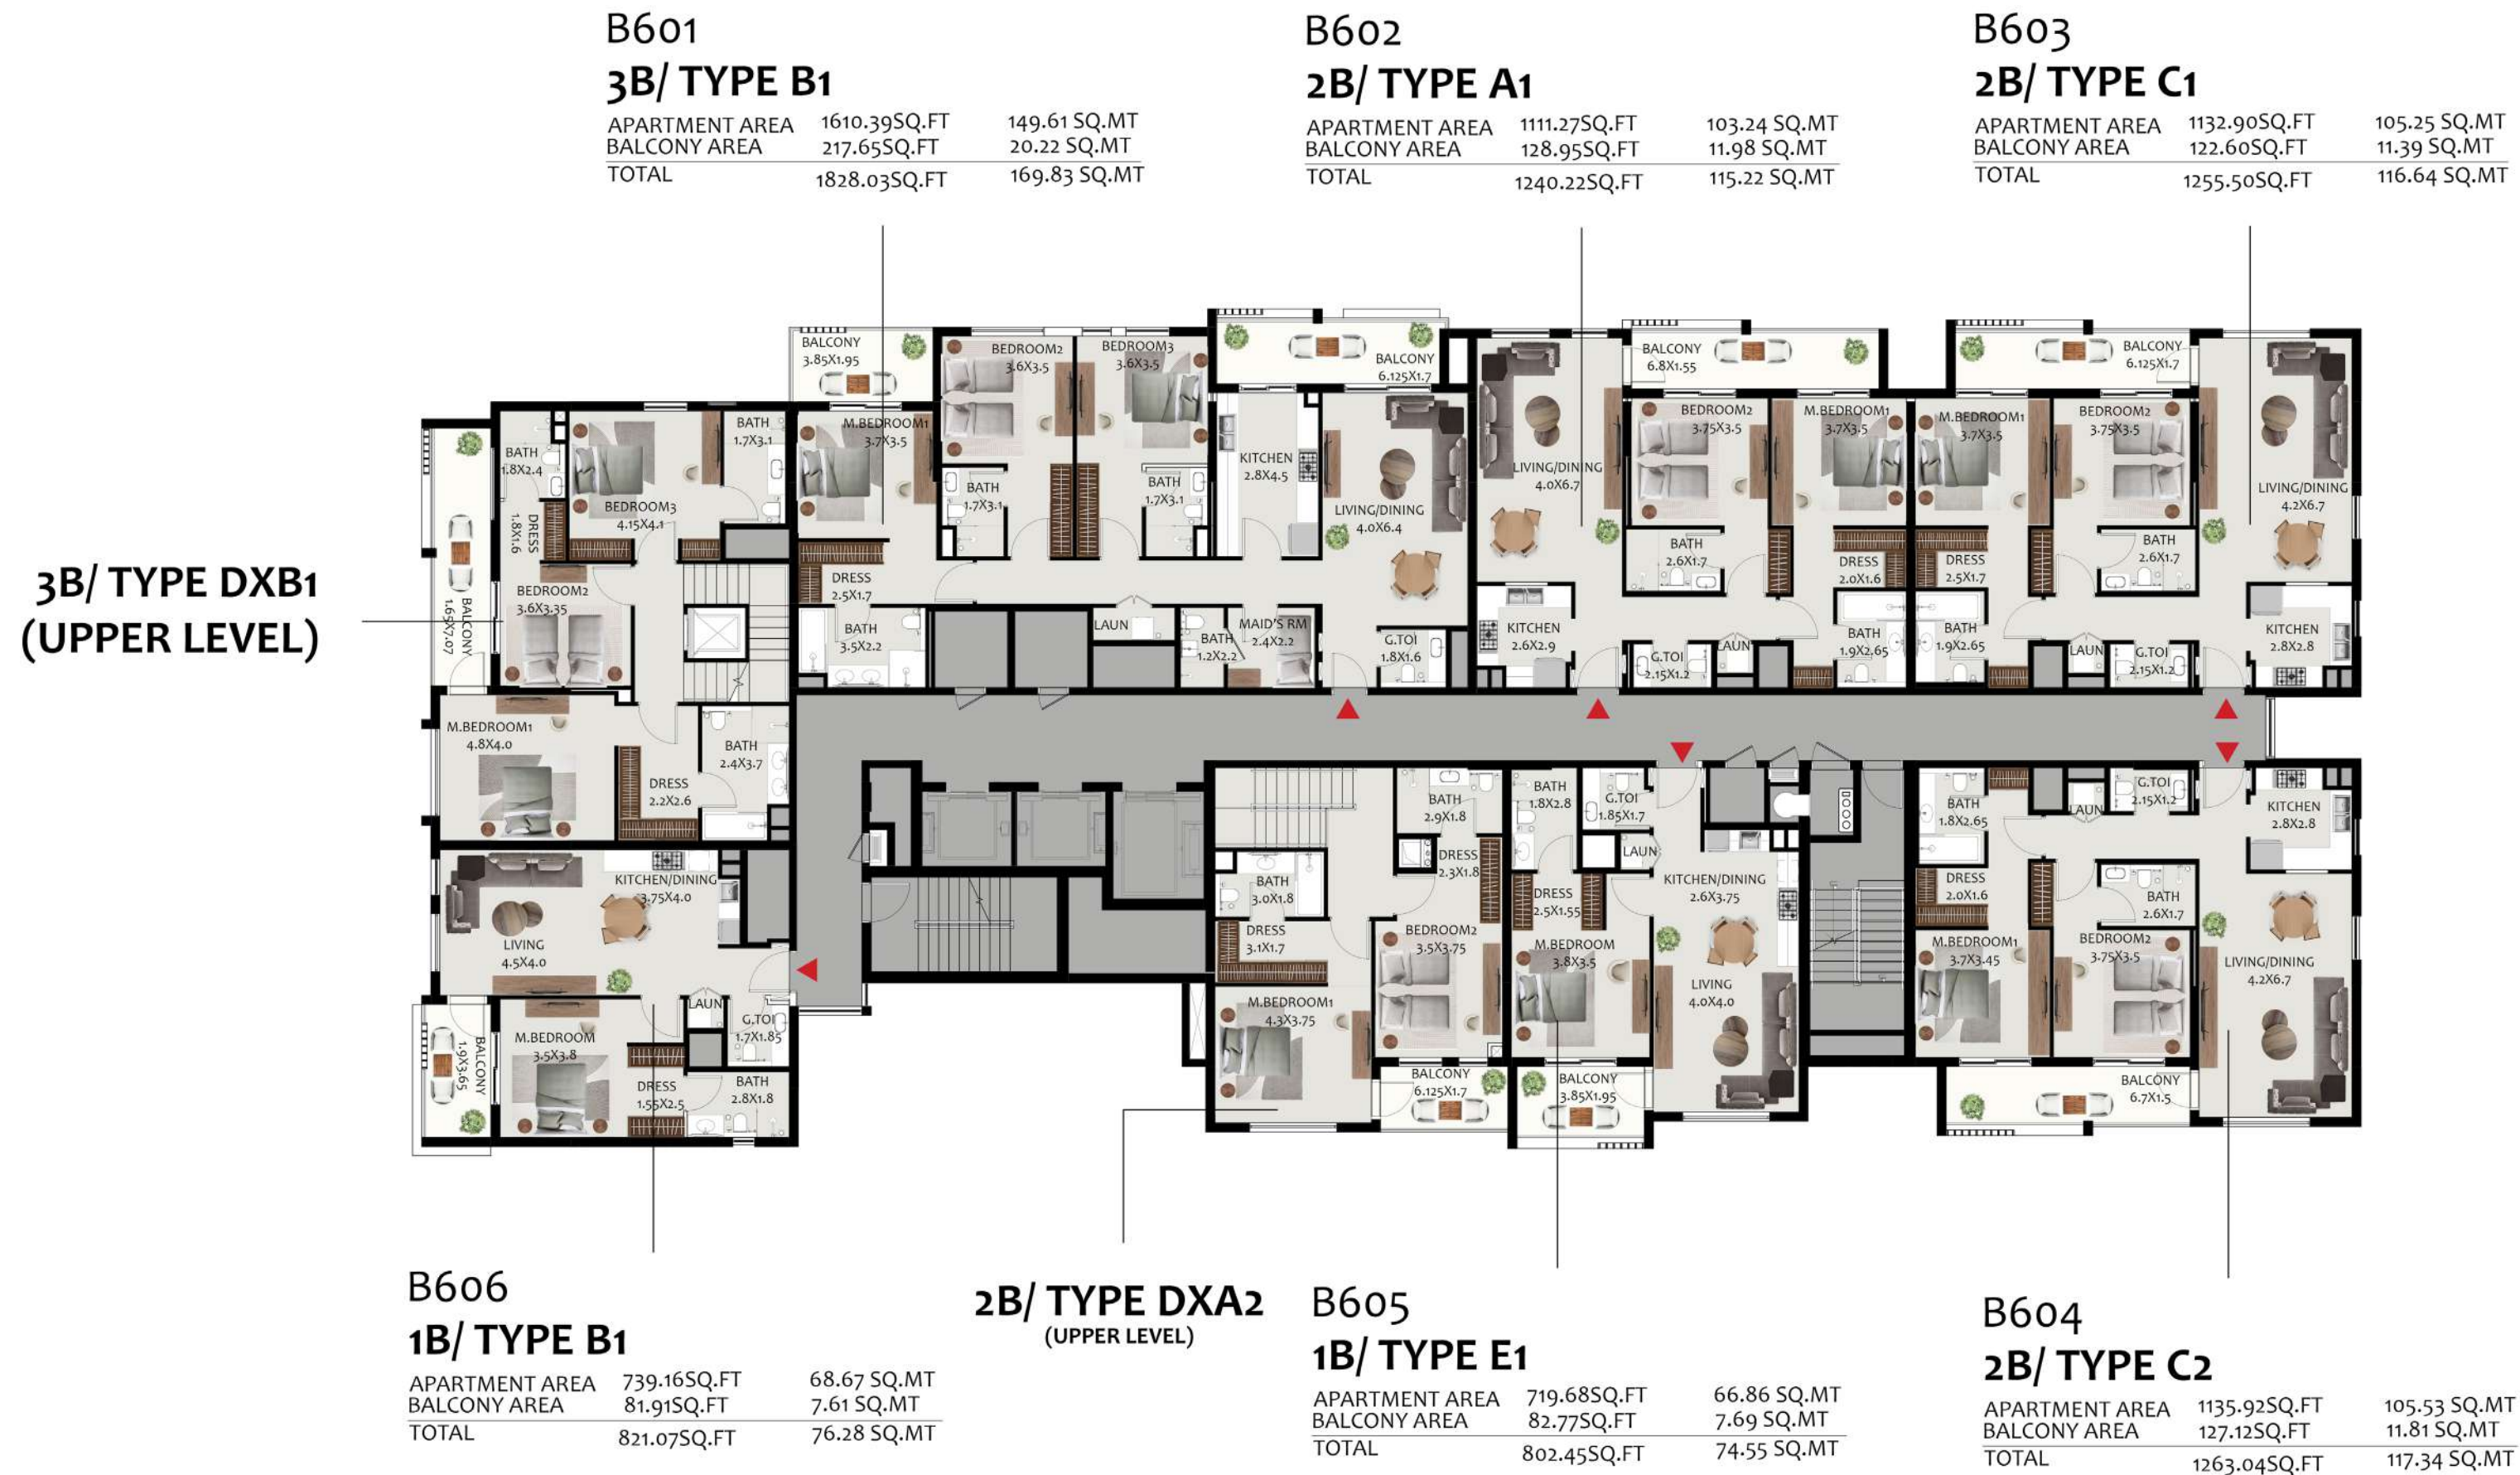 B601
3B/ TYPE B1
APARTMENT AREA 1610.39SQ.FT 149.61 SQ.MT
BALCONY AREA 217.65SQ.FT 20.22 SQ.MT
TOTAL 1828.03SQ.FT 169.83 SQ.MT
B602
2B/ TYPE A1
APARTMENT AREA 1111.27SQ.FT 103.24 SQ.MT
BALCONY AREA 128.95SQ.FT 11.98 SQ.MT
TOTAL 1240.22SQ.FT 115.22 SQ.MT
B603
2B/ TYPE C1
APARTMENT AREA 1132.90SQ.FT 105.25 SQ.MT
BALCONY AREA 122.60SQ.FT 11.39 SQ.MT
TOTAL 1255.50SQ.FT 116.64 SQ.MT
3B/ TYPE DXB1
(UPPER LEVEL)
BATH
1.8X2.4
DRESS
1.8X1.6
BEDROOM3
4.15X4.1
BATH
1.7X3.1
BEDROOM2
3.6X3.35
BALCONY
1.65X7.07
M.BEDROOM1
4.8X4.0
DRESS
2.2X2.6
BATH
2.4X3.7
BALCONY
3.85X1.95
M.BEDROOM1
3.7X3.5
DRESS
2.5X1.7
BATH
3.5X2.2
BEDROOM2
3.6X3.5
BATH
1.7X3.1
BEDROOM3
3.6X3.5
BATH
1.7X3.1
LAUN
BATH
1.2X2.2
MAID'S RM
2.4X2.2
KITCHEN
2.8X4.5
BALCONY
6.125X1.7
LIVING/DINING
4.0X6.4
G.TOI
1.8X1.6
LIVING/DINING
4.0X6.7
KITCHEN
2.6X2.9
BALCONY
6.8X1.55
BEDROOM2
3.75X3.5
BATH
2.6X1.7
G.TOI
2.15X1.2
LAUN
M.BEDROOM1
3.7X3.5
DRESS
2.0X1.6
BATH
1.9X2.65
M.BEDROOM1
3.7X3.5
DRESS
2.5X1.7
BATH
1.9X2.65
BALCONY
6.125X1.7
BEDROOM2
3.75X3.5
BATH
2.6X1.7
LAUN
G.TOI
2.15X1.2
LIVING/DINING
4.2X6.7
KITCHEN
2.8X2.8
KITCHEN/DINING
3.75X4.0
LIVING
4.5X4.0
LAUN
G.TOI
1.7X1.85
M.BEDROOM
3.5X3.8
BALCONY
1.9X3.65
DRESS
1.55X2.5
BATH
2.8X1.8
BATH
2.9X1.8
DRESS
2.3X1.8
BATH
3.0X1.8
DRESS
3.1X1.7
BEDROOM2
3.5X3.75
M.BEDROOM1
4.3X3.75
BALCONY
6.125X1.7
BATH
1.8X2.8
G.TOI
1.85X1.7
LAUN
DRESS
2.5X1.55
KITCHEN/DINING
2.6X3.75
M.BEDROOM
3.8X3.5
LIVING
4.0X4.0
BALCONY
3.85X1.95
BATH
1.8X2.65
LAUN
G.TOI
2.15X1.2
KITCHEN
2.8X2.8
DRESS
2.0X1.6
BATH
2.6X1.7
M.BEDROOM1
3.7X3.45
BEDROOM2
3.75X3.5
LIVING/DINING
4.2X6.7
BALCONY
6.7X1.5
B606
1B/ TYPE B1
APARTMENT AREA 739.16SQ.FT 68.67 SQ.MT
BALCONY AREA 81.91SQ.FT 7.61 SQ.MT
TOTAL 821.07SQ.FT 76.28 SQ.MT
2B/ TYPE DXA2
(UPPER LEVEL)
B605
1B/ TYPE E1
APARTMENT AREA 719.68SQ.FT 66.86 SQ.MT
BALCONY AREA 82.77SQ.FT 7.69 SQ.MT
TOTAL 802.45SQ.FT 74.55 SQ.MT
B604
2B/ TYPE C2
APARTMENT AREA 1135.92SQ.FT 105.53 SQ.MT
BALCONY AREA 127.12SQ.FT 11.81 SQ.MT
TOTAL 1263.04SQ.FT 117.34 SQ.MT